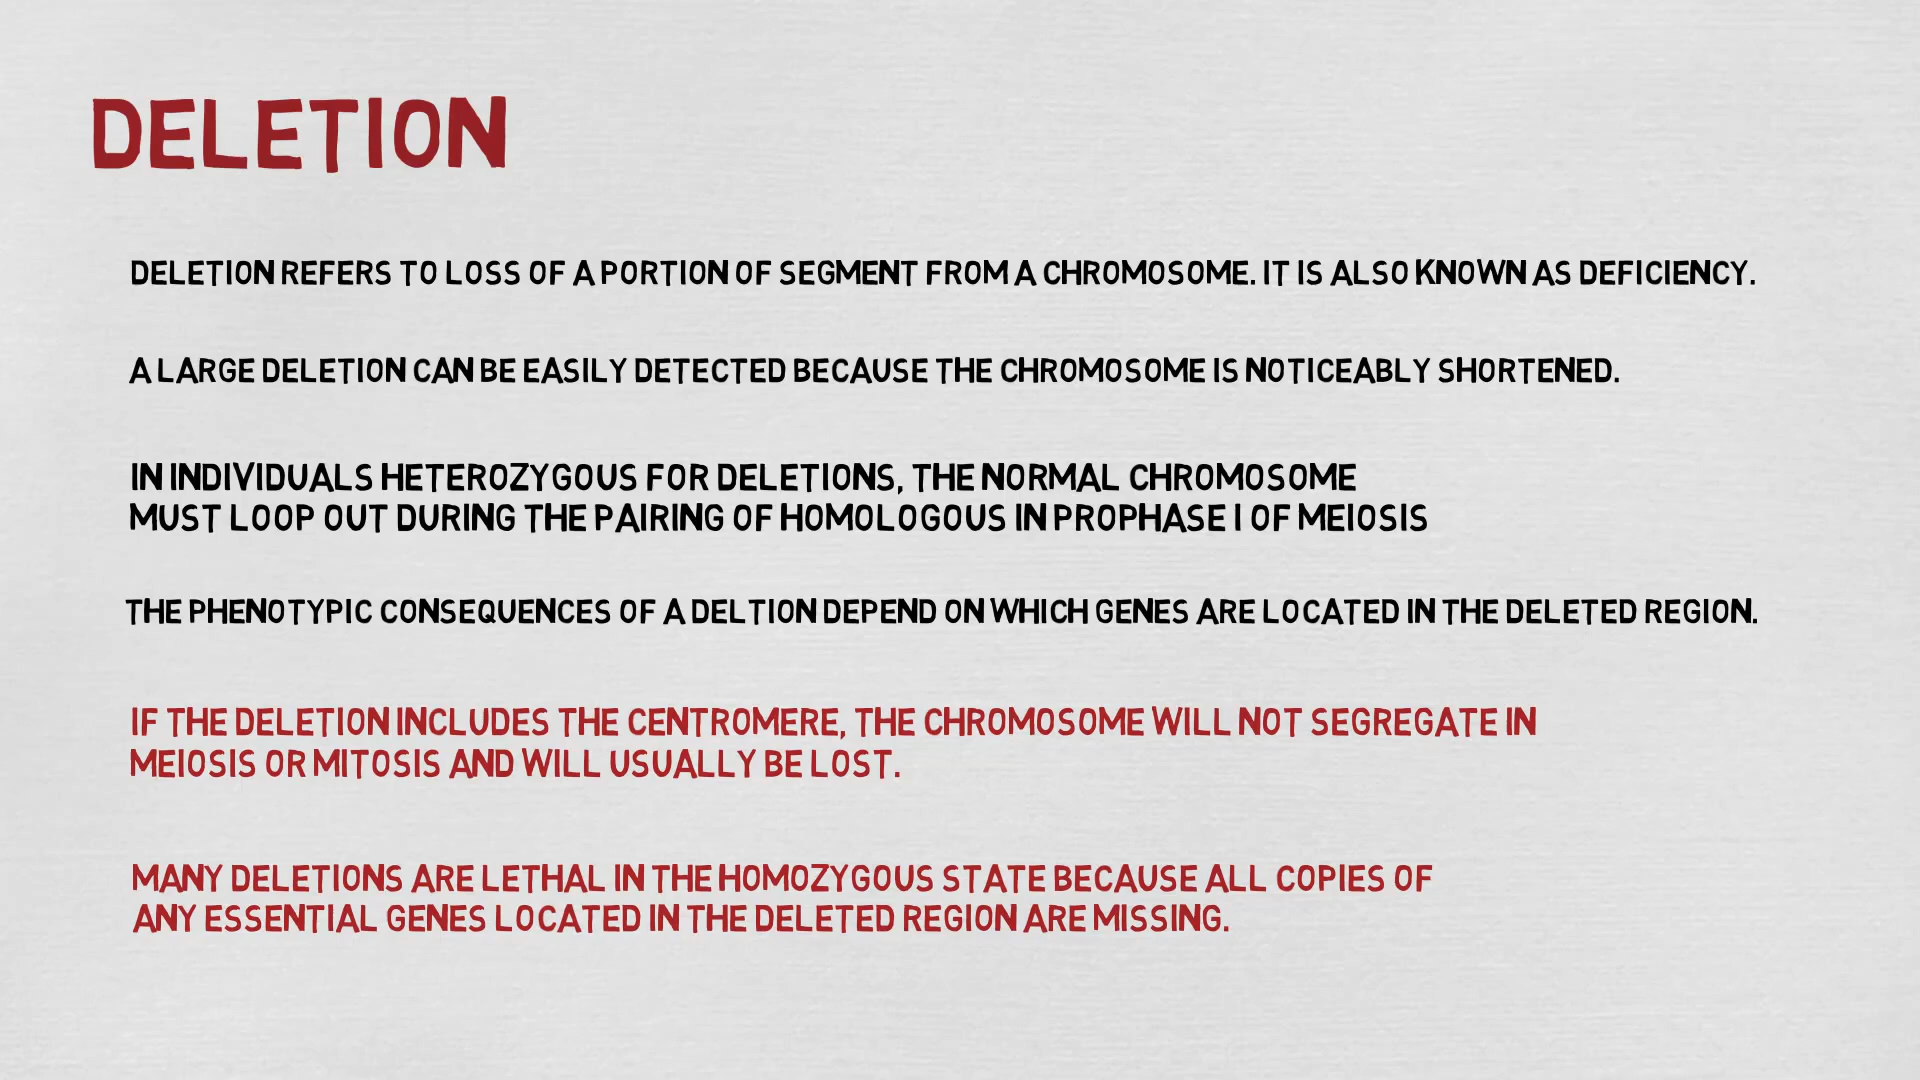 DELETION
DELETION REFERS TO LOSS OF A PORTION OF SEGMENT FROM A CHROMOSOME. IT IS ALSO KNOWN AS DEFICIENCY.
A LARGE DELETION CAN BE EASILY DETECTED BECAUSE THE CHROMOSOME IS NOTICEABLY SHORTENED.
IN INDIVIDUALS HETEROZYGOUS FOR DELETIONS, THE NORMAL CHROMOSOME
MUST LOOP OUT DURING THE PAIRING OF HOMOLOGOUS IN PROPHASE I OF MEIOSIS
THE PHENOTYPIC CONSEQUENCES OF A DELTION DEPEND ON WHICH GENES ARE LOCATED IN THE DELETED REGION.
IF THE DELETION INCLUDES THE CENTROMERE, THE CHROMOSOME WILL NOT SEGREGATE IN
MEIOSIS OR MITOSIS AND WILL USUALLY BE LOST.
MANY DELETIONS ARE LETHAL IN THE HOMOZYGOUS STATE BECAUSE ALL COPIES OF
ANY ESSENTIAL GENES LOCATED IN THE DELETED REGION ARE MISSING.